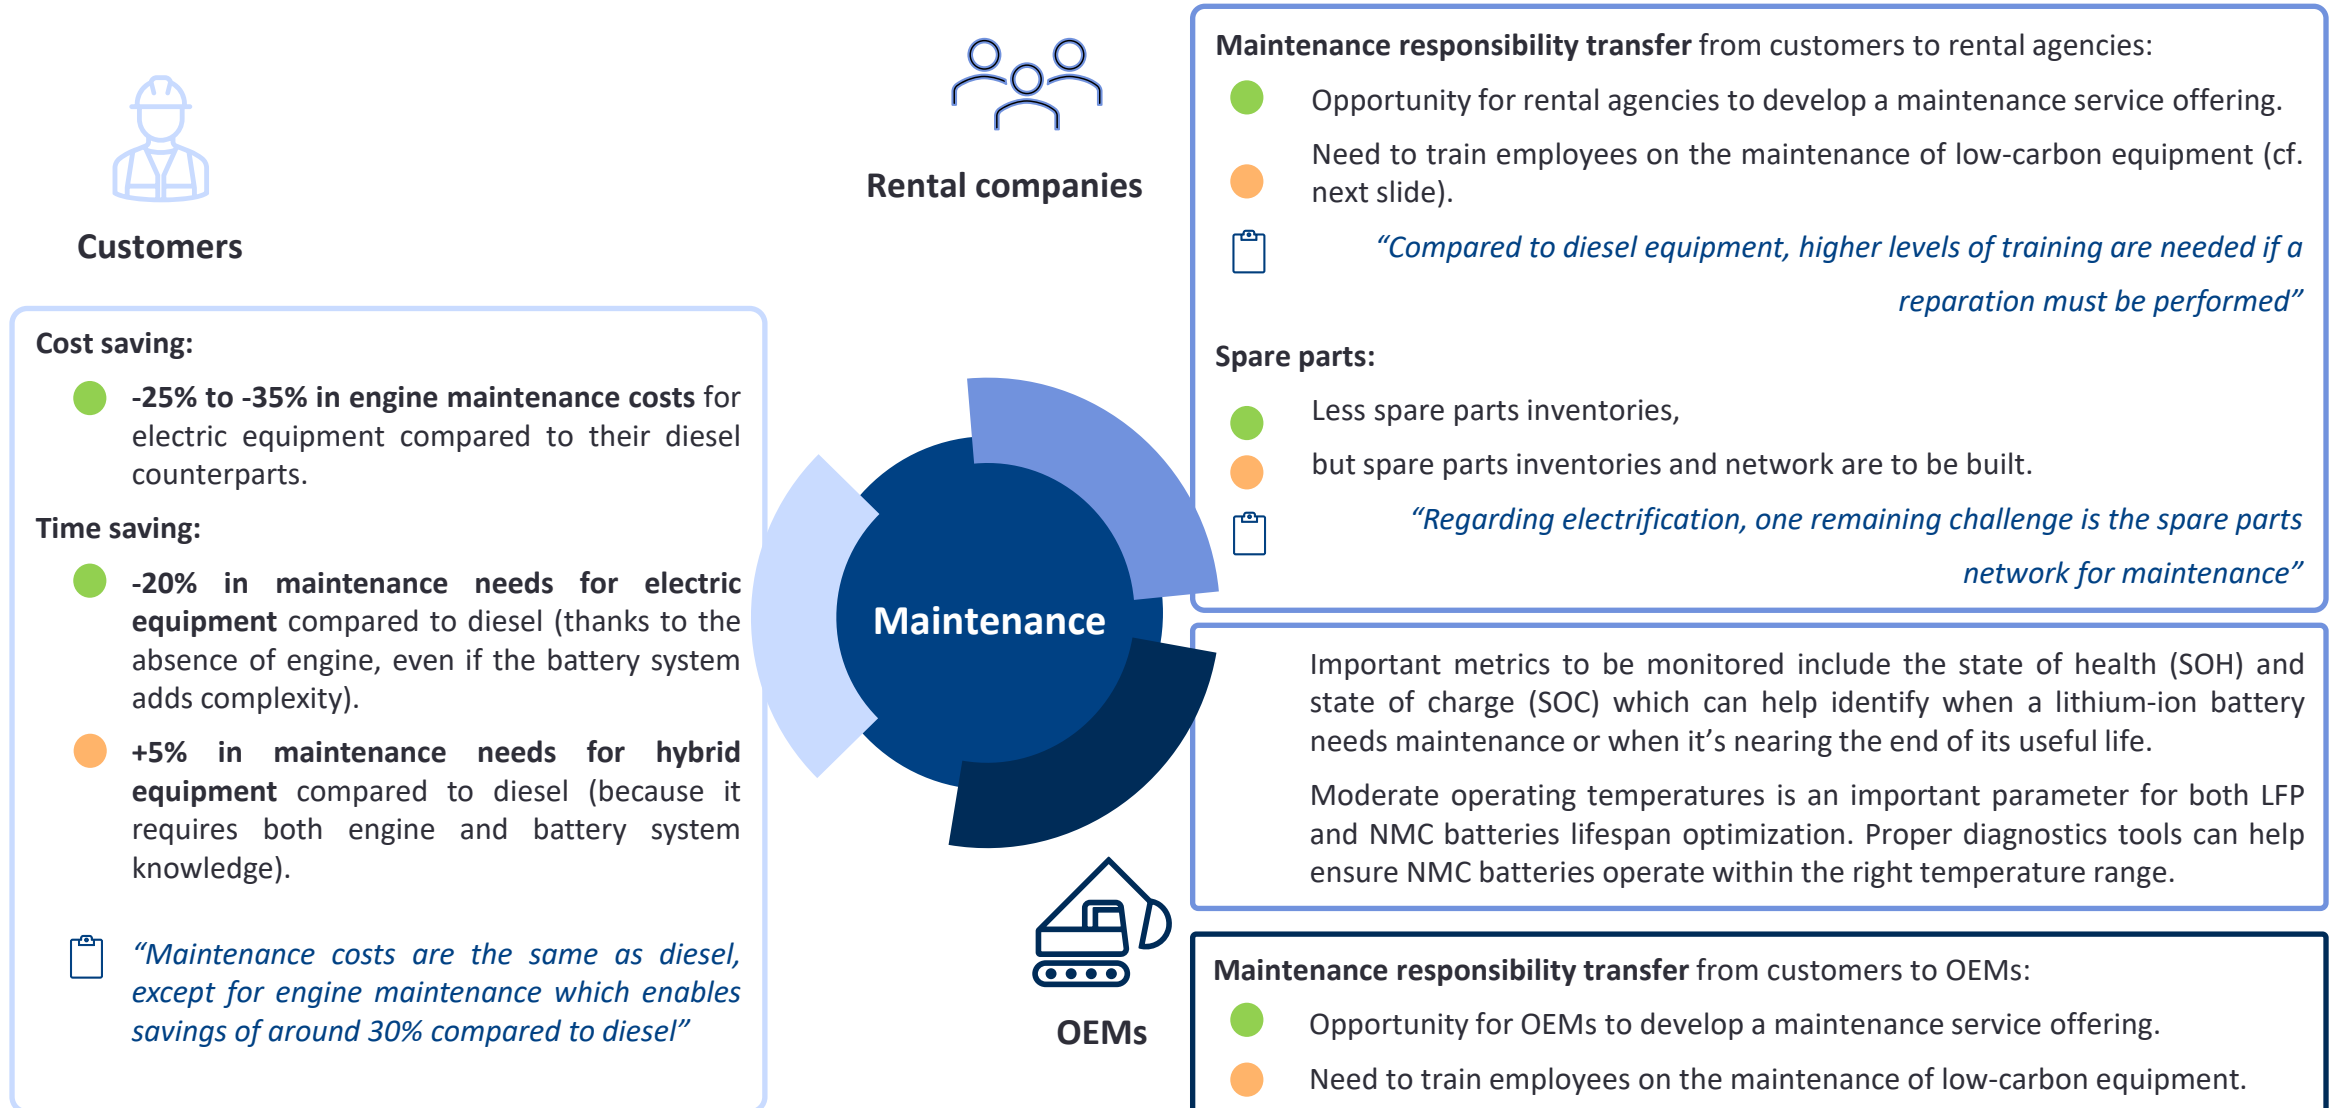 Customers
Cost saving:
-25% to -35% in engine maintenance costs for
electric equipment compared to their diesel
counterparts.
Time saving:
-20% in maintenance needs for electric
equipment compared to diesel (thanks to the
absence of engine, even if the battery system
adds complexity).
+5% in maintenance needs for hybrid
equipment compared to diesel (because it
requires both engine and battery system
knowledge).
“Maintenance costs are the same as diesel,
except for engine maintenance which enables
savings of around 30% compared to diesel”
Maintenance
Rental companies
Maintenance responsibility transfer from customers to rental agencies:
Opportunity for rental agencies to develop a maintenance service offering.
Need to train employees on the maintenance of low-carbon equipment (cf.
next slide).
“Compared to diesel equipment, higher levels of training are needed if a
reparation must be performed”
Spare parts:
Less spare parts inventories,
but spare parts inventories and network are to be built.
“Regarding electrification, one remaining challenge is the spare parts
network for maintenance”
Important metrics to be monitored include the state of health (SOH) and
state of charge (SOC) which can help identify when a lithium-ion battery
needs maintenance or when it’s nearing the end of its useful life.
Moderate operating temperatures is an important parameter for both LFP
and NMC batteries lifespan optimization. Proper diagnostics tools can help
ensure NMC batteries operate within the right temperature range.
OEMs
Maintenance responsibility transfer from customers to OEMs:
Opportunity for OEMs to develop a maintenance service offering.
Need to train employees on the maintenance of low-carbon equipment.